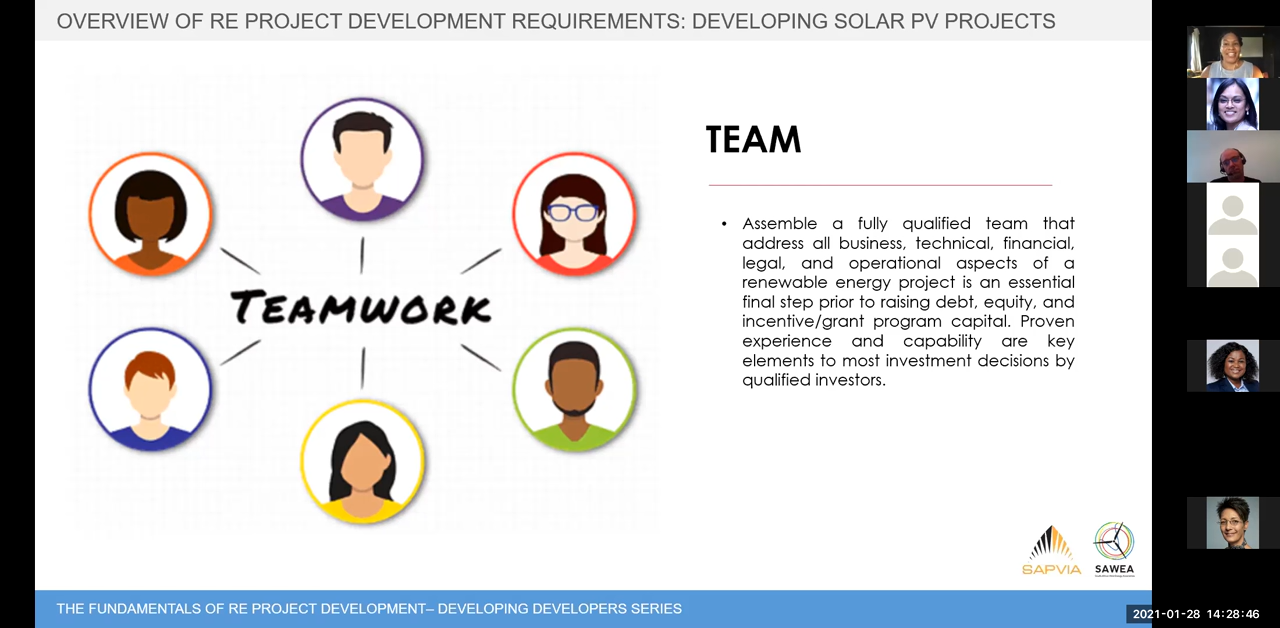 OVERVIEW OF RE PROJECT DEVELOPMENT REQUIREMENTS: DEVELOPING SOLAR PV PROJECTS
TEAMWORK
TEAM
• Assemble a fully qualified team that
address all business, technical, financial,
legal, and operational aspects of a
renewable energy project is an essential
final step prior to raising debt, equity, and
incentive/grant program capital. Proven
experience and capability are key
elements to most investment decisions by
qualified investors.
SAPVIA
SAWEA
THE FUNDAMENTALS OF RE PROJECT DEVELOPMENT– DEVELOPING DEVELOPERS SERIES
2021-01-28 14:28:46